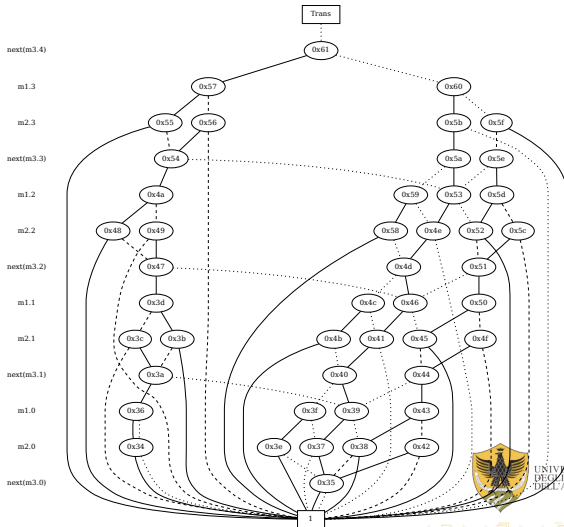 Trans
next(m3.4) 0x61
m1.3 0x57 0x60
m2.3 0x55 0x56 0x5b 0x5f
next(m3.3) 0x54 0x5a 0x5e
m1.2 0x4a 0x59 0x53 0x5d
m2.2 0x48 0x49 0x58 0x4e 0x52 0x5c
next(m3.2) 0x47 0x4d 0x51
m1.1 0x3d 0x4c 0x46 0x50
m2.1 0x3c 0x3b 0x4b 0x41 0x45 0x4f
next(m3.1) 0x3a 0x40 0x44
m1.0 0x36 0x3f 0x39 0x43
m2.0 0x34 0x3e 0x37 0x38 0x42
next(m3.0) 0x35
1
UNIVE
DEGLI
DELL'A